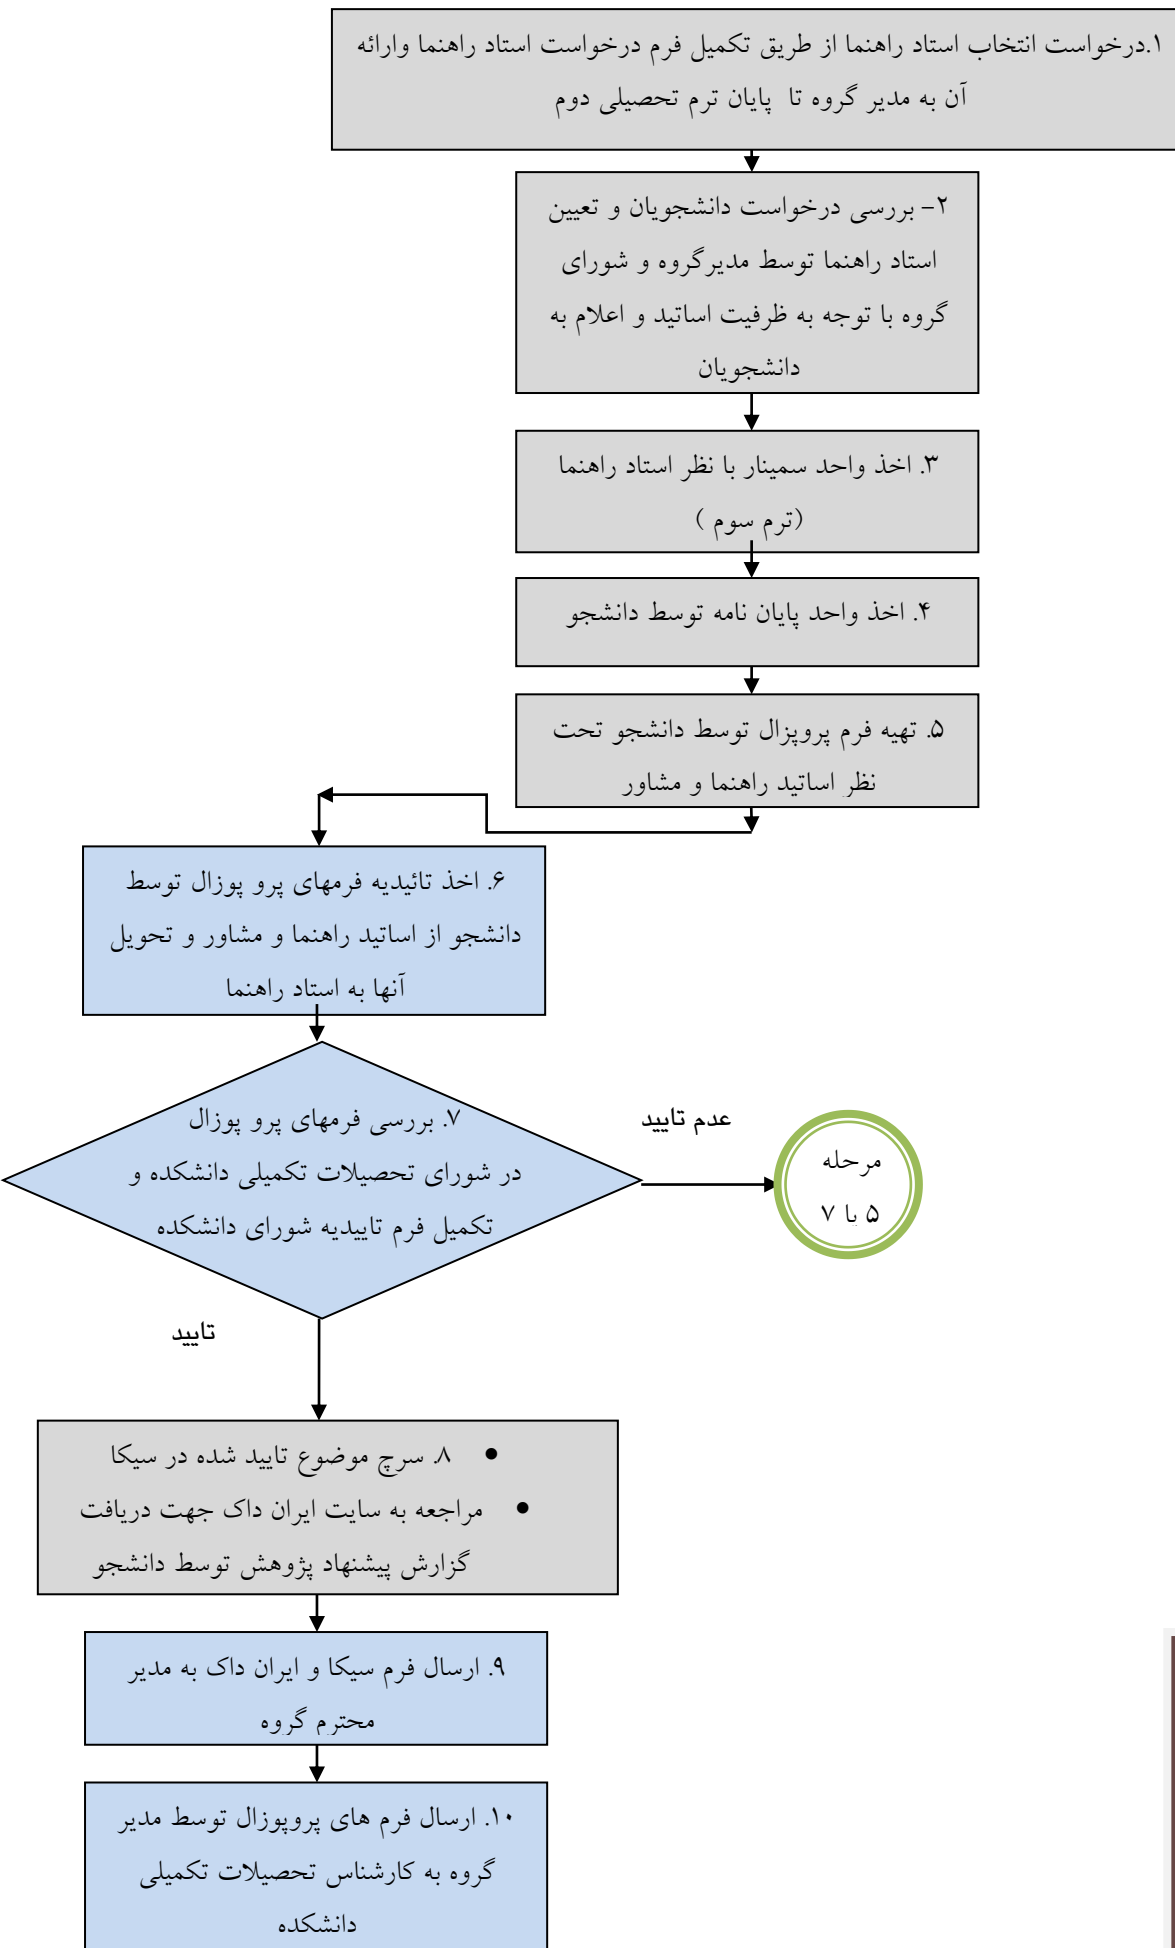 ۱.درخواست انتخاب استاد راهنما از طریق تکمیل فرم درخواست استاد راهنما وارائه
آن به مدیر گروه تا پایان ترم تحصیلی دوم
۲- بررسی درخواست دانشجویان و تعیین
استاد راهنما توسط مدیرگروه و شورای
گروه با توجه به ظرفیت اساتید و اعلام به
دانشجویان
۳. اخذ واحد سمینار با نظر استاد راهنما
(ترم سوم )
۴. اخذ واحد پایان نامه توسط دانشجو
۵. تهیه فرم پروپزال توسط دانشجو تحت
نظر اساتید راهنما و مشاور
۶. اخذ تائیدیه فرمهای پرو پوزال توسط
دانشجو از اساتید راهنما و مشاور و تحویل
آنها به استاد راهنما
۷. بررسی فرمهای پرو پوزال
در شورای تحصیلات تکمیلی دانشکده و
تکمیل فرم تاییدیه شورای دانشکده
عدم تایید
مرحله
۵ یا ۷
تایید
• ۸. سرچ موضوع تایید شده در سیکا
• مراجعه به سایت ایران داک جهت دریافت
گزارش پیشنهاد پژوهش توسط دانشجو
۹. ارسال فرم سیکا و ایران داک به مدیر
محترم گروه
۱۰. ارسال فرم های پروپوزال توسط مدیر
گروه به کارشناس تحصیلات تکمیلی
دانشکده